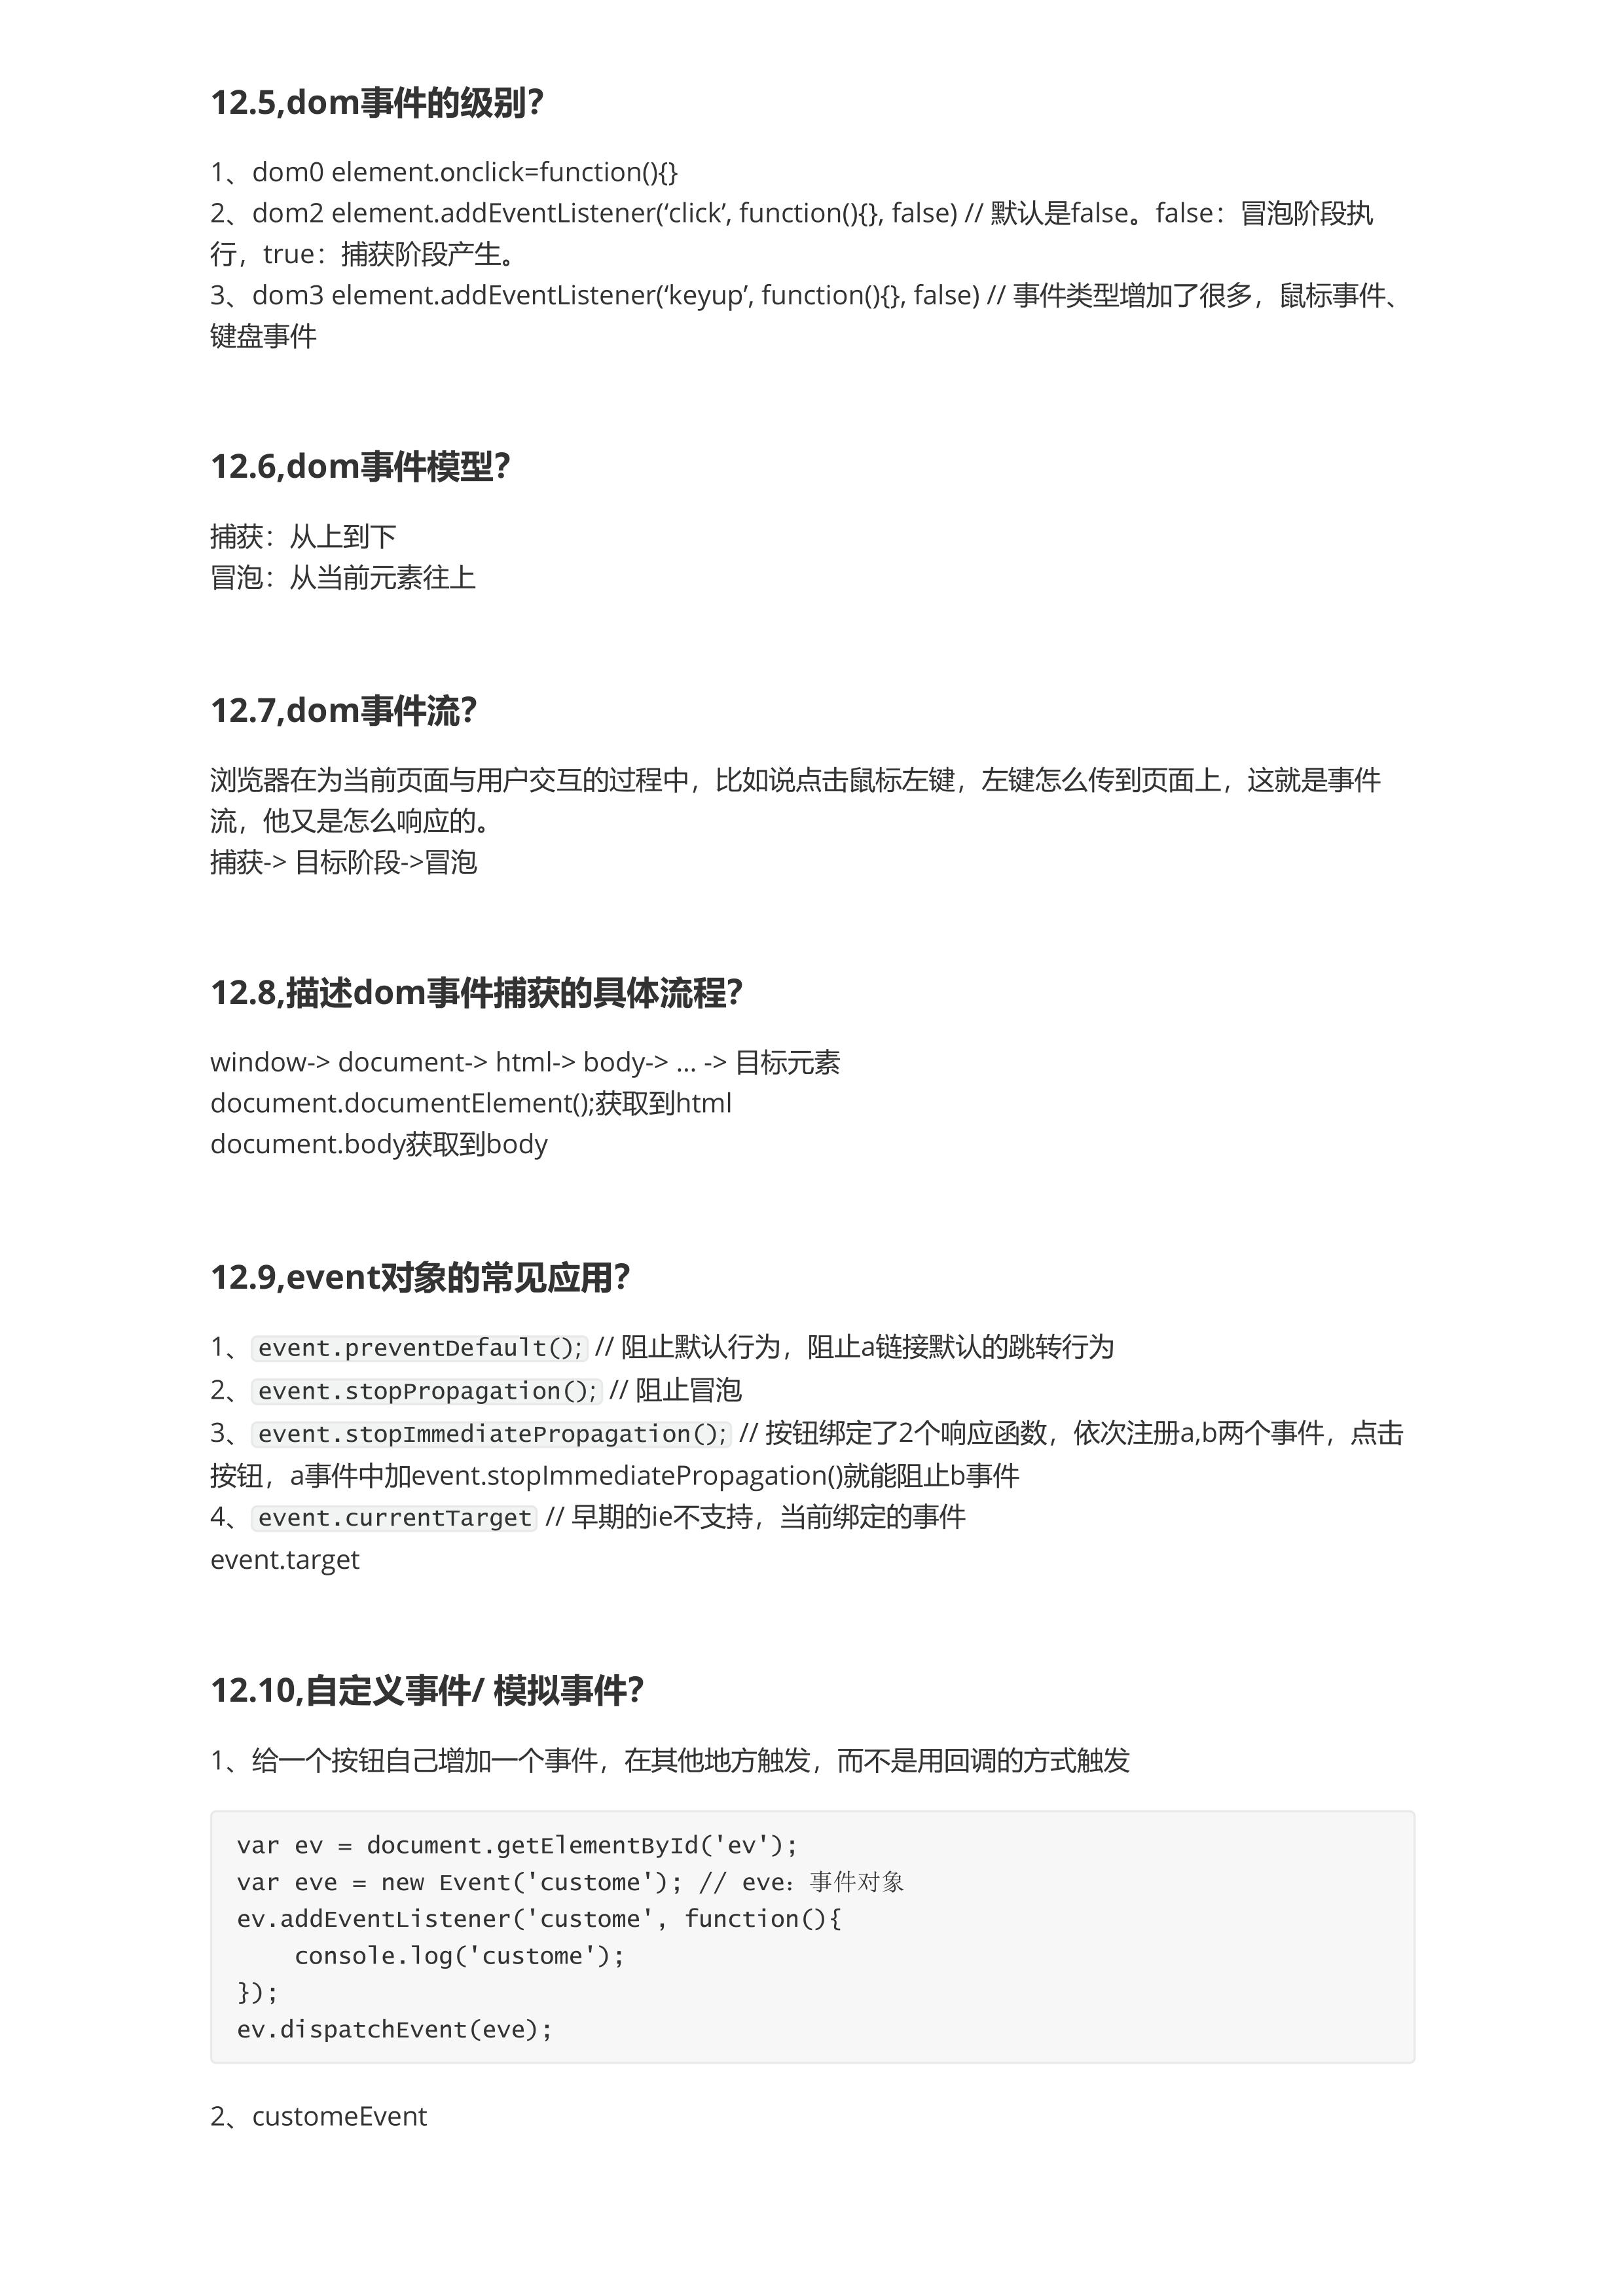 12.5,dom事件的级别？
1、dom0 element.onclick=function(){}
2、dom2 element.addEventListener(‘click’, function(){}, false) // 默认是false。false：冒泡阶段执
行，true：捕获阶段产生。
3、dom3 element.addEventListener(‘keyup’, function(){}, false) // 事件类型增加了很多，鼠标事件、
键盘事件
12.6,dom事件模型？
捕获：从上到下
冒泡：从当前元素往上
12.7,dom事件流？
浏览器在为当前页面与用户交互的过程中，比如说点击鼠标左键，左键怎么传到页面上，这就是事件
流，他又是怎么响应的。
捕获-> 目标阶段->冒泡
12.8,描述dom事件捕获的具体流程？
window-> document-> html-> body-> … -> 目标元素
document.documentElement();获取到html
document.body获取到body
12.9,event对象的常见应用？
1、event.preventDefault(); // 阻止默认行为，阻止a链接默认的跳转行为
2、event.stopPropagation(); // 阻止冒泡
3、event.stopImmediatePropagation(); // 按钮绑定了2个响应函数，依次注册a,b两个事件，点击
按钮，a事件中加event.stopImmediatePropagation()就能阻止b事件
4、event.currentTarget // 早期的ie不支持，当前绑定的事件
event.target
12.10,自定义事件/ 模拟事件？
1、给一个按钮自己增加一个事件，在其他地方触发，而不是用回调的方式触发
var ev = document.getElementById('ev');
var eve = new Event('custome'); // eve：事件对象
ev.addEventListener('custome', function(){
    console.log('custome');
});
ev.dispatchEvent(eve);
2、customeEvent